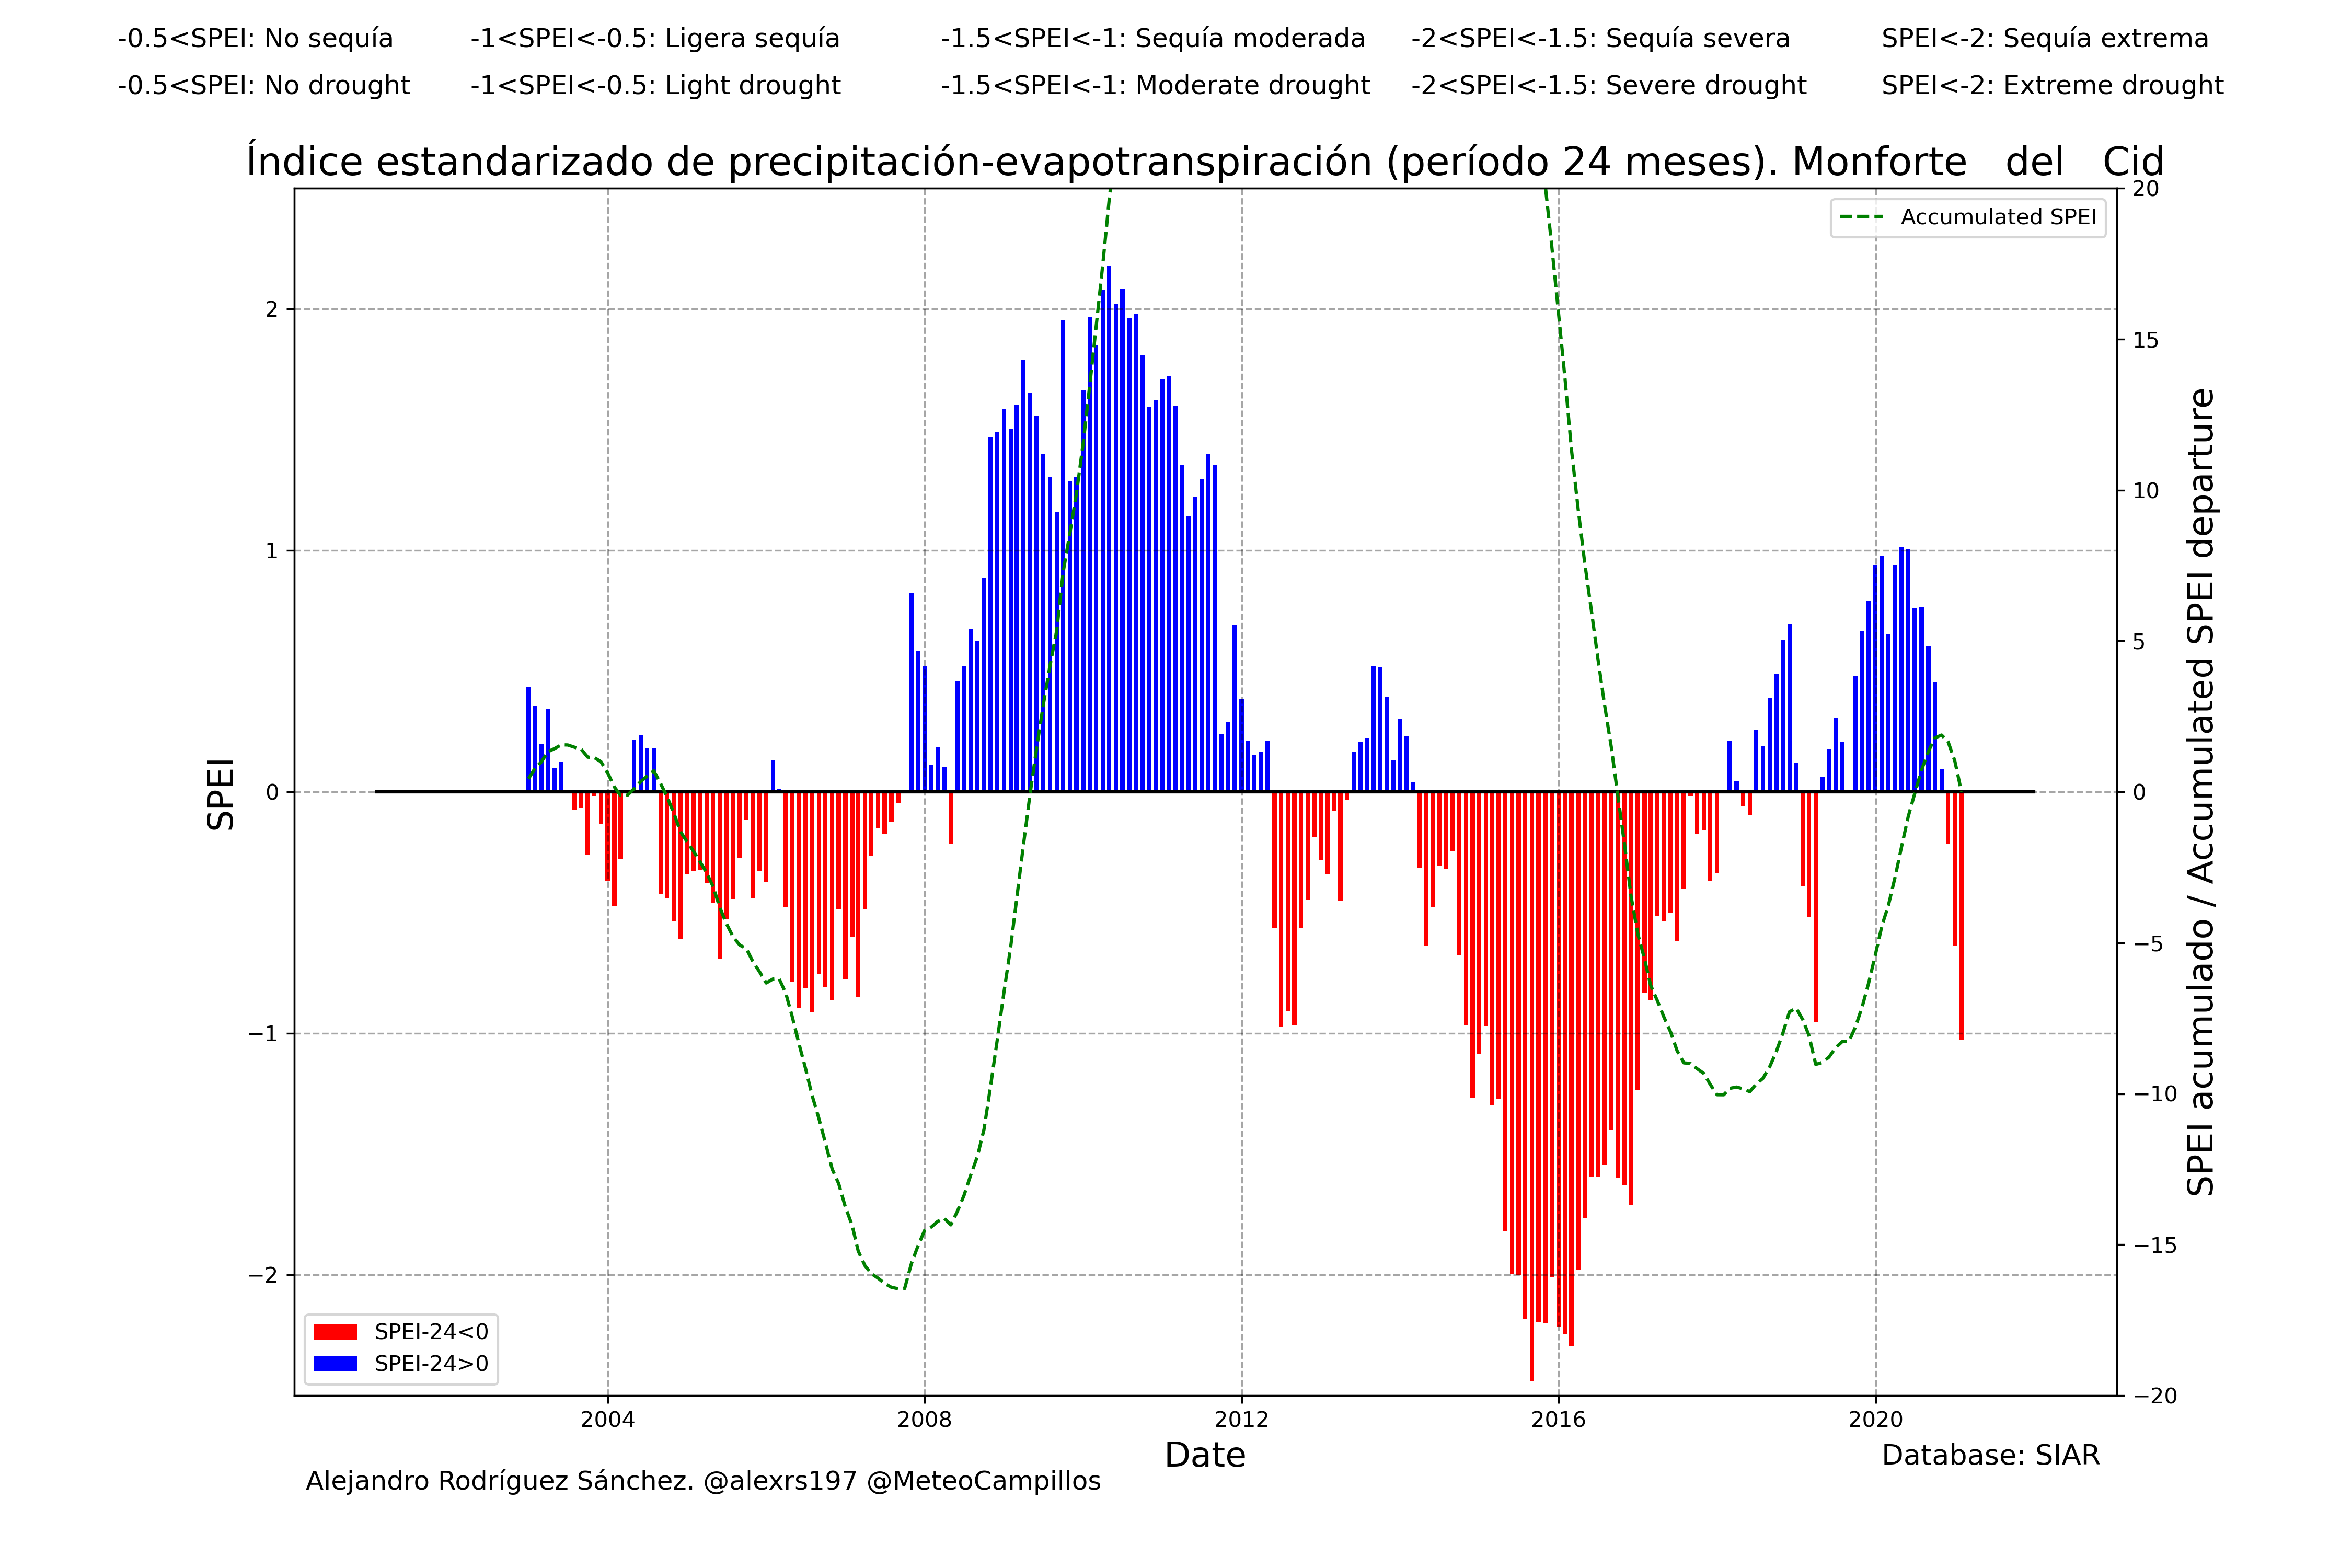 -0.5<SPEI: No sequía -1<SPEI<-0.5: Ligera sequía -1.5<SPEI<-1: Sequía moderada -2<SPEI<-1.5: Sequía severa SPEI<-2: Sequía extrema
-0.5<SPEI: No drought -1<SPEI<-0.5: Light drought -1.5<SPEI<-1: Moderate drought -2<SPEI<-1.5: Severe drought SPEI<-2: Extreme drought
Índice estandarizado de precipitación-evapotranspiración (período 24 meses). Monforte del Cid
Accumulated SPEI
SPEI
2
1
0
−1
−2
20
15
10
5
0
−5
−10
−15
−20
SPEI acumulado / Accumulated SPEI departure
SPEI-24<0
SPEI-24>0
2004 2008 2012 2016 2020
Date
Database: SIAR
Alejandro Rodríguez Sánchez. @alexrs197 @MeteoCampillos